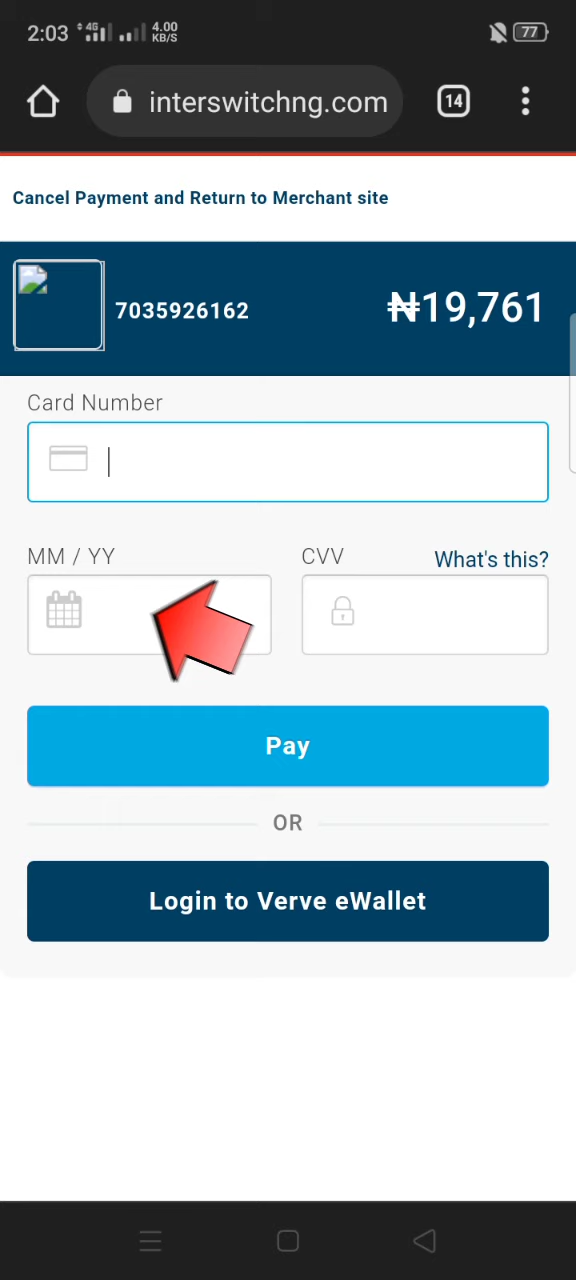 2:03 4G 4.00 KB/S 77
interswitchng.com 14
Cancel Payment and Return to Merchant site
7035926162 ₦19,761
Card Number
MM / YY CVV What's this?
Pay
OR
Login to Verve eWallet